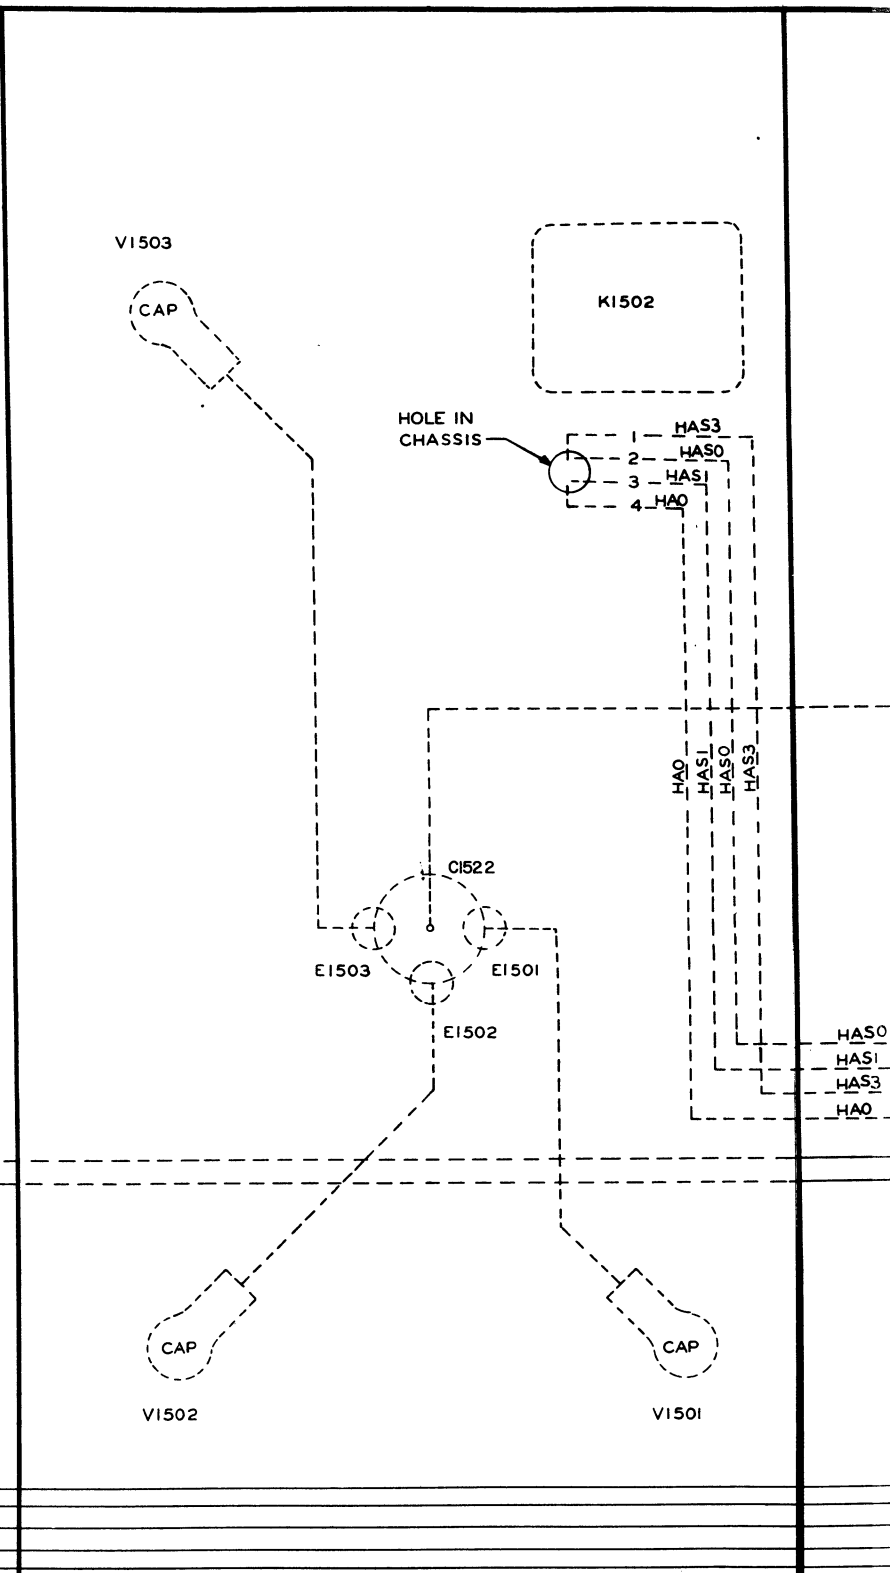 V1503
CAP
K1502
HOLE IN
CHASSIS
1 HAS3
2 HAS0
3 HAS1
4 HA0
HA0
HAS1
HAS0
HAS3
C1522
E1503
E1501
E1502
HAS0
HAS1
HAS3
HA0
CAP
CAP
V1502
V1501